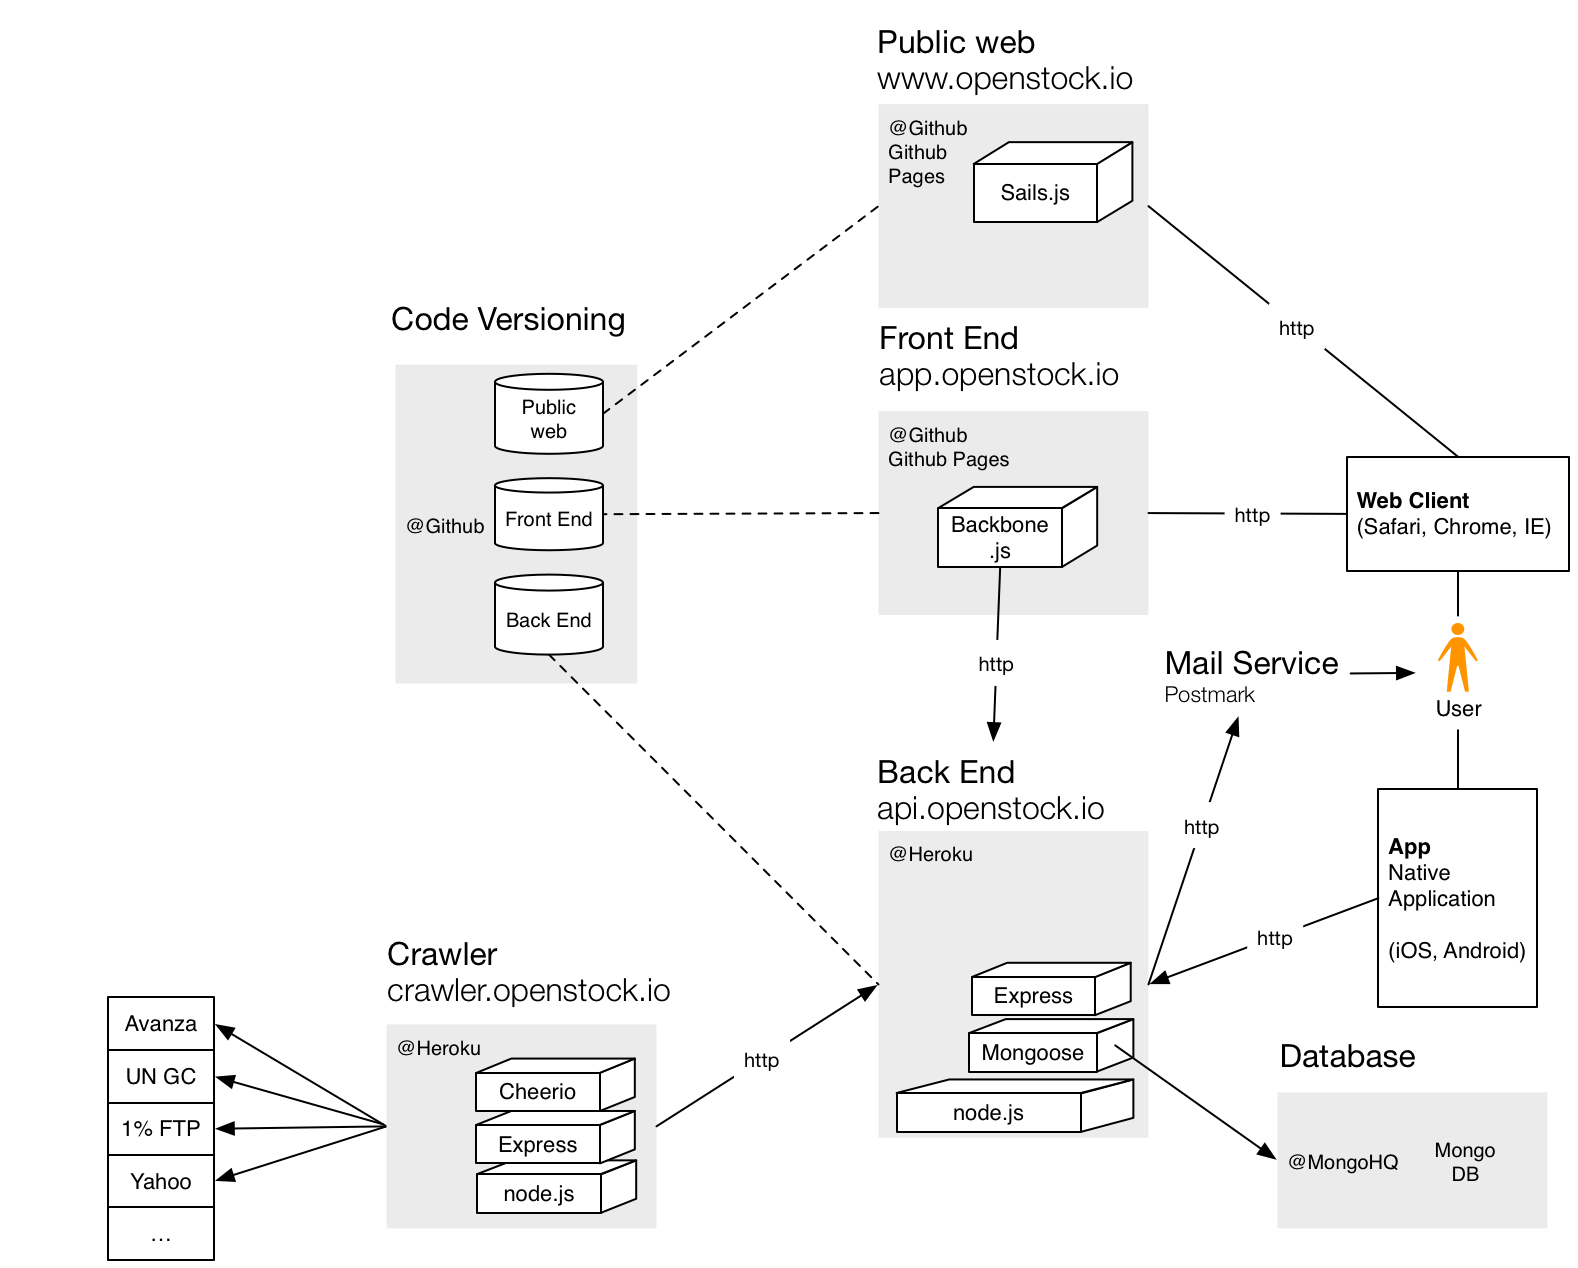 Public web
www.openstock.io
@Github
Github
Pages
Sails.js
http
Code Versioning
Public
web
@Github
Front End
Back End
Front End
app.openstock.io
@Github
Github Pages
Backbone
.js
http
http
Web Client
(Safari, Chrome, IE)
Mail Service
Postmark
User
Back End
api.openstock.io
@Heroku
Express
Mongoose
node.js
http
http
App
Native
Application
(iOS, Android)
Crawler
crawler.openstock.io
@Heroku
Cheerio
Express
node.js
http
Avanza
UN GC
1% FTP
Yahoo
...
Database
@MongoHQ
Mongo
DB